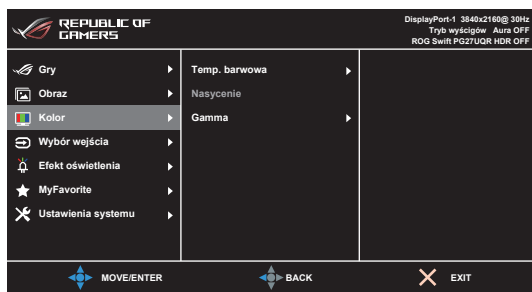 REPUBLIC OF
GAMERS
DisplayPort-1 3840x2160@ 30Hz
Tryb wyścigów Aura OFF
ROG Swift PG27UQR HDR OFF
Gry
Obraz
Kolor
Wybór wejścia
Efekt oświetlenia
MyFavorite
Ustawienia systemu
Temp. barwowa
Nasycenie
Gamma
MOVE/ENTER
BACK
EXIT